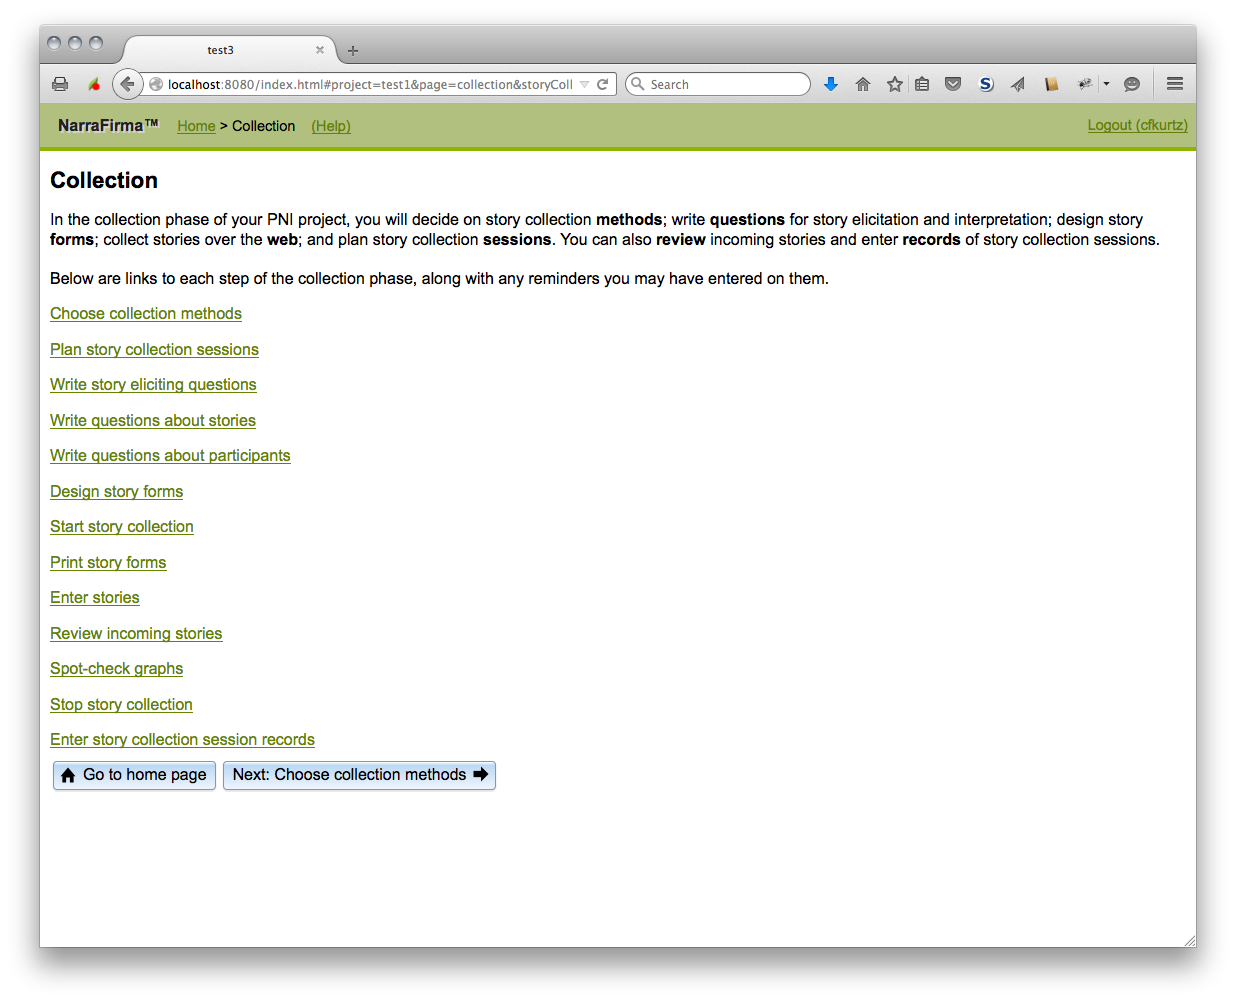 test3
localhost:8080/index.html#project=test1&page=collection&storyColl
Search
NarraFirma™ Home > Collection (Help) Logout (cfkurtz)
Collection
In the collection phase of your PNI project, you will decide on story collection methods; write questions for story elicitation and interpretation; design story
forms; collect stories over the web; and plan story collection sessions. You can also review incoming stories and enter records of story collection sessions.
Below are links to each step of the collection phase, along with any reminders you may have entered on them.
Choose collection methods
Plan story collection sessions
Write story eliciting questions
Write questions about stories
Write questions about participants
Design story forms
Start story collection
Print story forms
Enter stories
Review incoming stories
Spot-check graphs
Stop story collection
Enter story collection session records
Go to home page Next: Choose collection methods